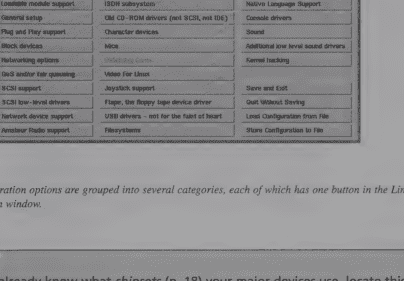 Loadable module support ISDN subsystem Native Language Support
General setup Old CD-ROM drivers (not SCSI, not IDE) Console drivers
Plug and Play support Character devices Sound
Block devices Mice Additional low level sound drivers
Networking options Kernel hacking
QoS and/or fair queueing Video For Linux
SCSI support Joystick support Save and Exit
SCSI low-level drivers Ftape, the floppy tape device driver Quit Without Saving
Network device support USB drivers - not for the faint of heart Load Configuration from File
Amateur Radio support Filesystems Store Configuration to File
ration options are grouped into several categories, each of which has one button in the Lin
window.
already know what chipsets (p. 18) your major devices use, locate